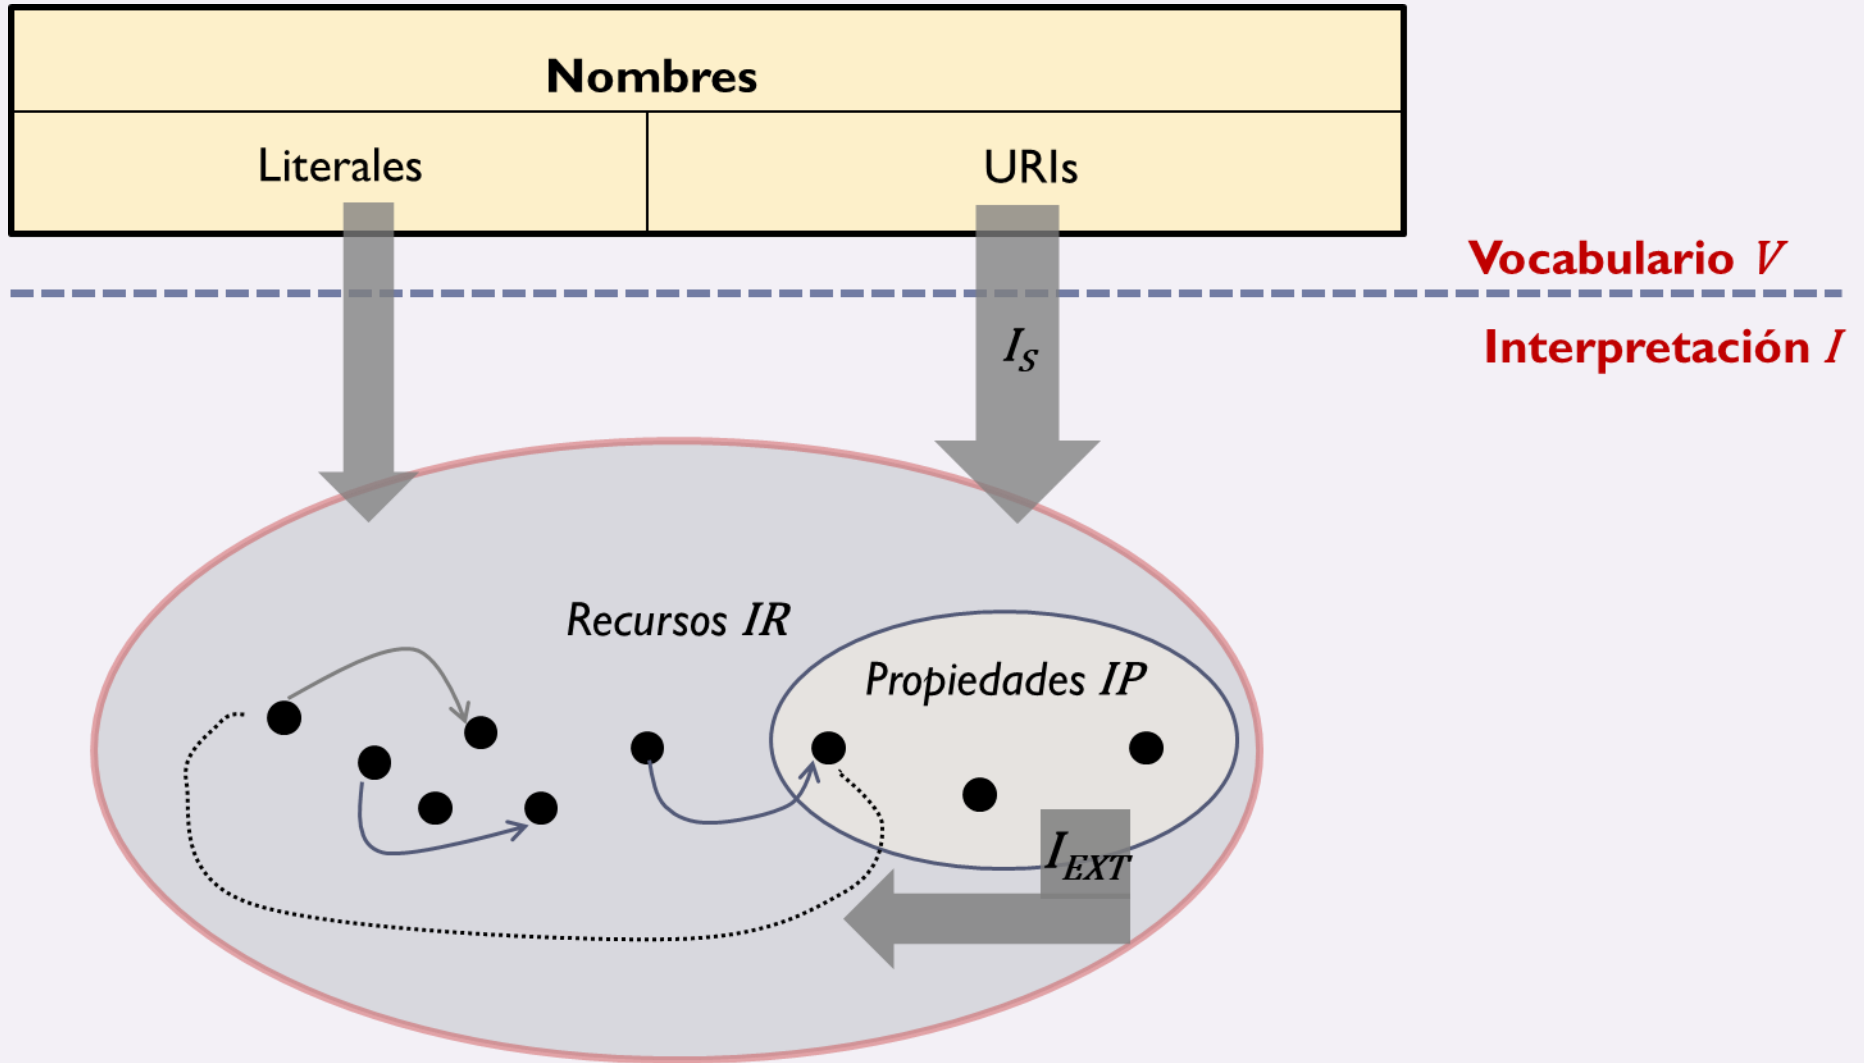 Nombres
Literales
URIs
Vocabulario V
I_S
Interpretación I
Recursos IR
Propiedades IP
I_EXT